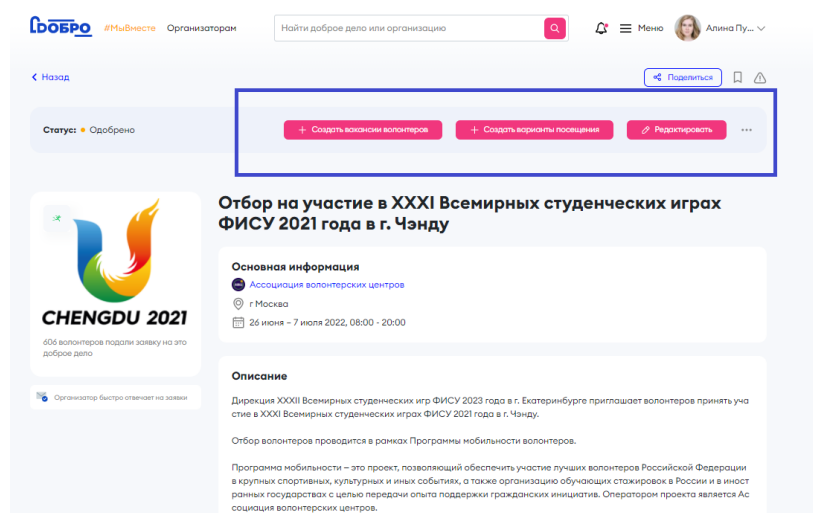 ДОБРО
#МыВместе Организаторам Найти доброе дело или организацию Меню Алина Пу...
Назад
Поделиться
Статус: Одобрено
+ Создать вакансии волонтеров + Создать варианты посещения Редактировать ...
Отбор на участие в XXXI Всемирных студенческих играх
ФИСУ 2021 года в г. Чэнду
CHENGDU 2021
606 волонтеров подали заявку на это
доброе дело
Организатор быстро отвечает на заявки
Основная информация
Ассоциация волонтерских центров
г Москва
26 июня – 7 июля 2022, 08:00 - 20:00
Описание
Дирекция XXXII Всемирных студенческих игр ФИСУ 2023 года в г. Екатеринбурге приглашает волонтеров принять уча
стие в XXXI Всемирных студенческих играх ФИСУ 2021 года в г. Чэнду.
Отбор волонтеров проводится в рамках Программы мобильности волонтеров.
Программа мобильности – это проект, позволяющий обеспечить участие лучших волонтеров Российской Федерации
в крупных спортивных, культурных и иных событиях, а также организацию обучающих стажировок в России и в иност
ранных государствах с целью передачи опыта поддержки гражданских инициатив. Оператором проекта является Ас
социация волонтерских центров.